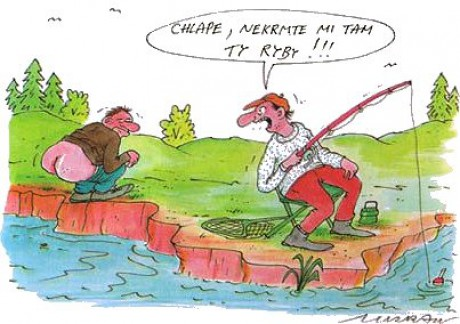 CHLAPE, NEKRMTE MI TAM
TY RYBY !!!